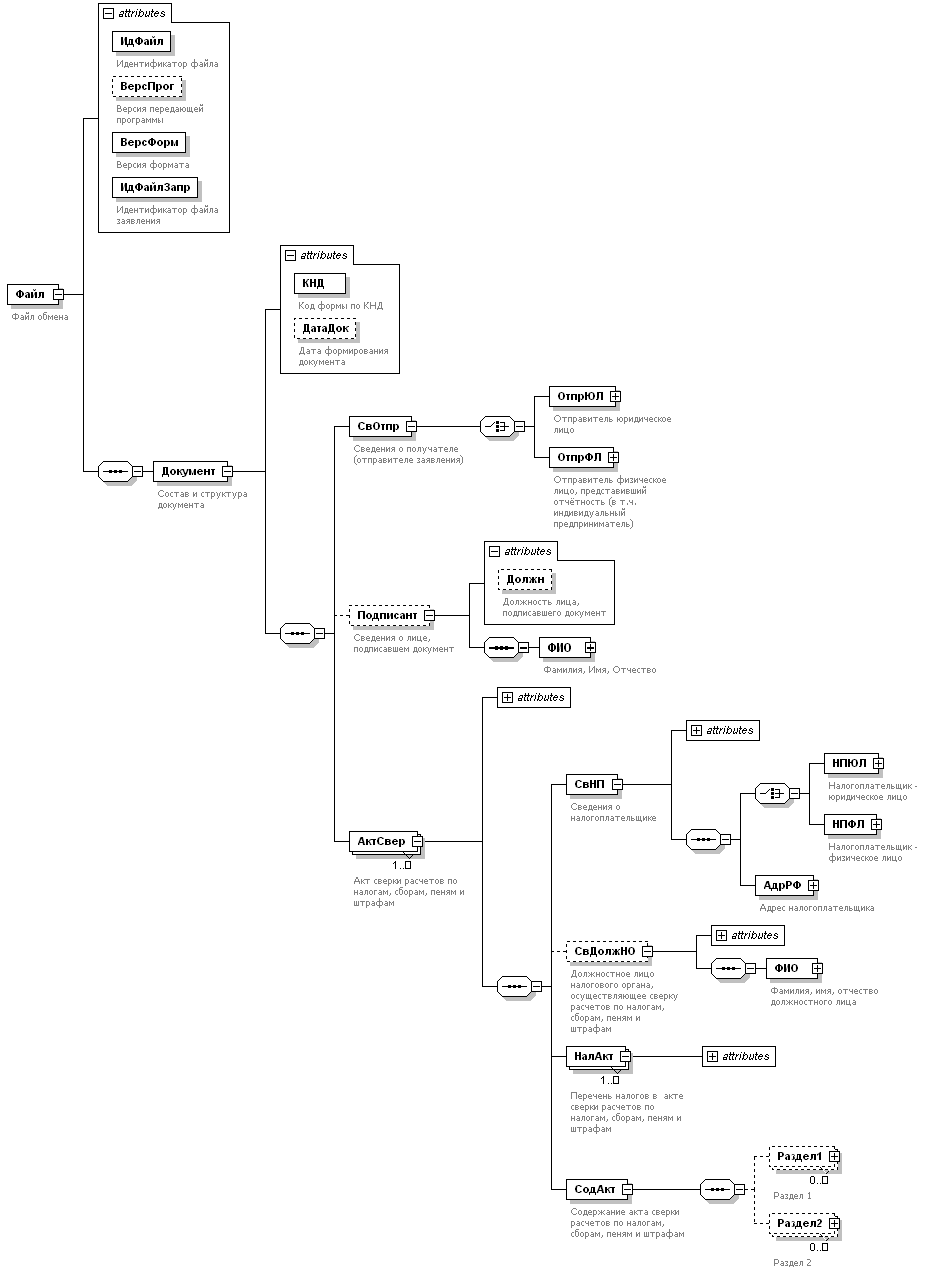 attributes
ИдФайл
Идентификатор файла
ВерсПрог
Версия передающей
программы
ВерсФорм
Версия формата
ИдФайлЗапр
Идентификатор файла
заявления
Файл
Файл обмена
attributes
КНД
Код формы по КНД
ДатаДок
Дата формирования
документа
Документ
Состав и структура
документа
СвОтпр
Сведения о получателе
(отправителе заявления)
ОтпрЮЛ
Отправитель юридическое
лицо
ОтпрФЛ
Отправитель физическое
лицо, представивший
отчётность (в т.ч.
индивидуальный
предприниматель)
attributes
Должн
Должность лица,
подписавшего документ
Подписант
Сведения о лице,
подписавшем документ
ФИО
Фамилия, Имя, Отчество
attributes
АктСвер
1..
Акт сверки расчетов по
налогам, сборам, пеням и
штрафам
attributes
СвНП
Сведения о
налогоплательщике
НПЮЛ
Налогоплательщик -
юридическое лицо
НПФЛ
Налогоплательщик -
физическое лицо
АдрРФ
Адрес налогоплательщика
attributes
СвДолжНО
Должностное лицо
налогового органа,
осуществляющее сверку
расчетов по налогам,
сборам, пеням и
штрафам
ФИО
Фамилия, имя, отчество
должностного лица
НалАкт
1..
Перечень налогов в  акте
сверки расчетов по
налогам, сборам, пеням и
штрафам
attributes
СодАкт
Содержание акта сверки
расчетов по налогам,
сборам, пеням и штрафам
Раздел1
0..
Раздел 1
Раздел2
0..
Раздел 2